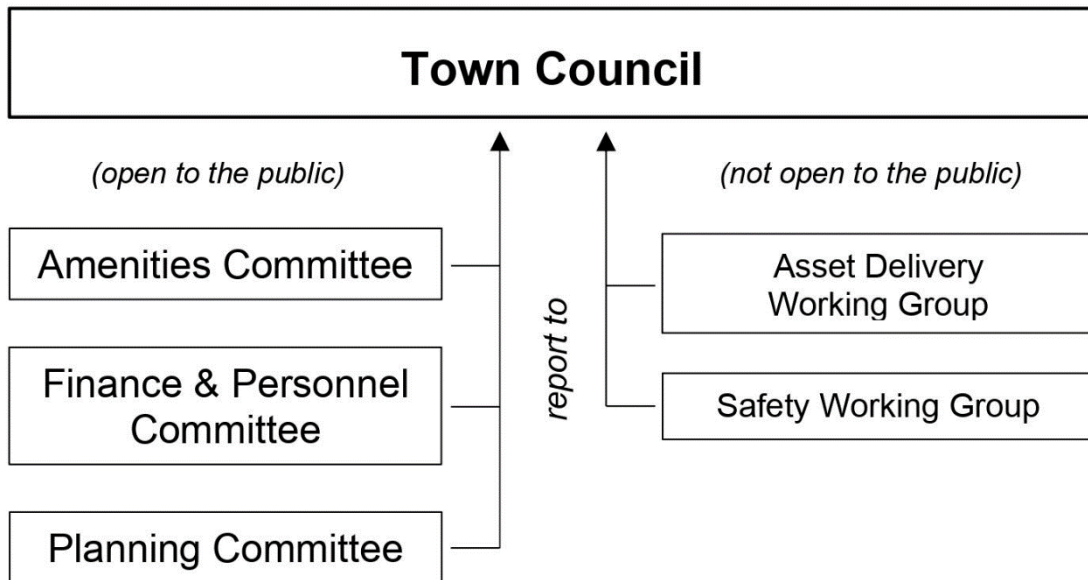 Town Council
(open to the public)
Amenities Committee
Finance & Personnel
Committee
Planning Committee
report to
(not open to the public)
Asset Delivery
Working Group
Safety Working Group